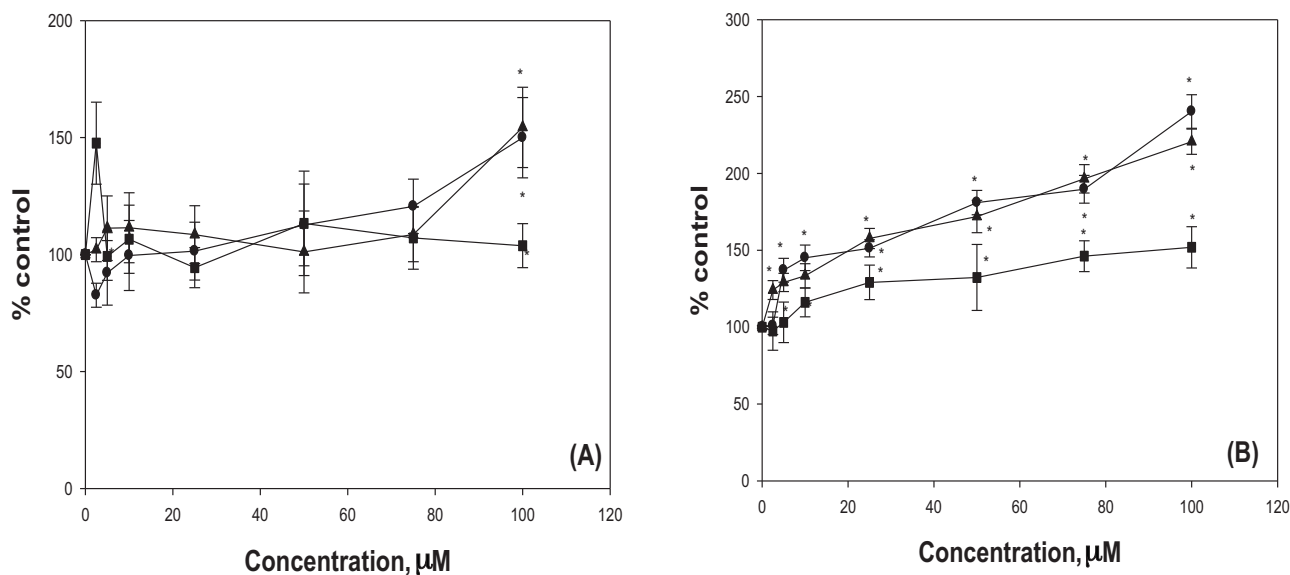 200
150
100
50
0
% control
0 20 40 60 80 100 120
Concentration, μM
(A)
* * * *
300
250
200
150
100
50
0
% control
0 20 40 60 80 100 120
Concentration, μM
(B)
* * * * * * * * * * * * * * * * *